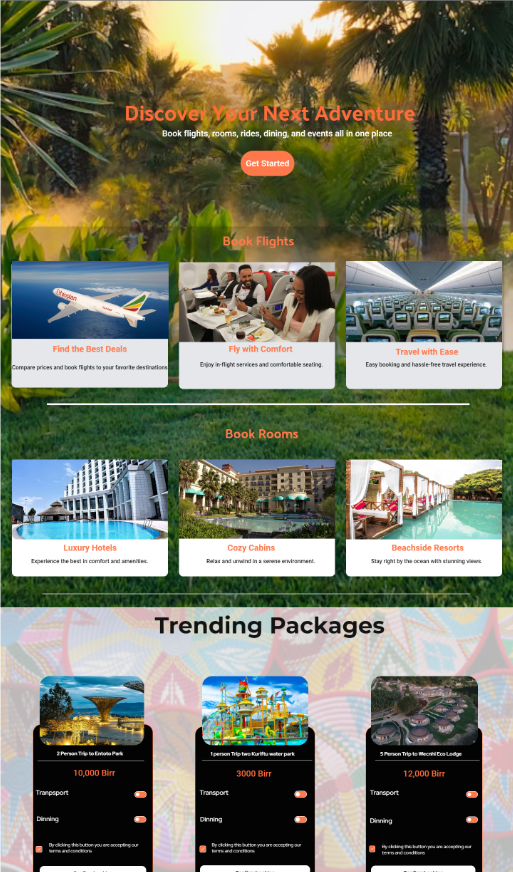 Discover Your Next Adventure
Book flights, rooms, rides, dining, and events all in one place
Get Started
Book Flights
Ethiopian
Find the Best Deals
Fly with Comfort
Travel with Ease
Compare prices and book flights to your favorite destinations
Enjoy in-flight services and comfortable seating.
Easy booking and hassle-free travel experience.
Book Rooms
Luxury Hotels
Cozy Cabins
Beachside Resorts
Experience the best in comfort and amenities.
Relax and unwind in a serene environment.
Stay right by the ocean with stunning views.
Trending Packages
2 Person Trip to Entoto Park
1 person Trip two Kuriftu water park
5 Person Trip to Wecnhi Eco Lodge
10,000 Birr
3000 Birr
12,000 Birr
Tranpsport
Transport
Transport
Dinning
Dinning
Dinning
By clicking this button you are accepting our
terms and conditions
By clicking this button you are accepting our
terms and conditions
By clicking this button you are accepting our
terms and conditions